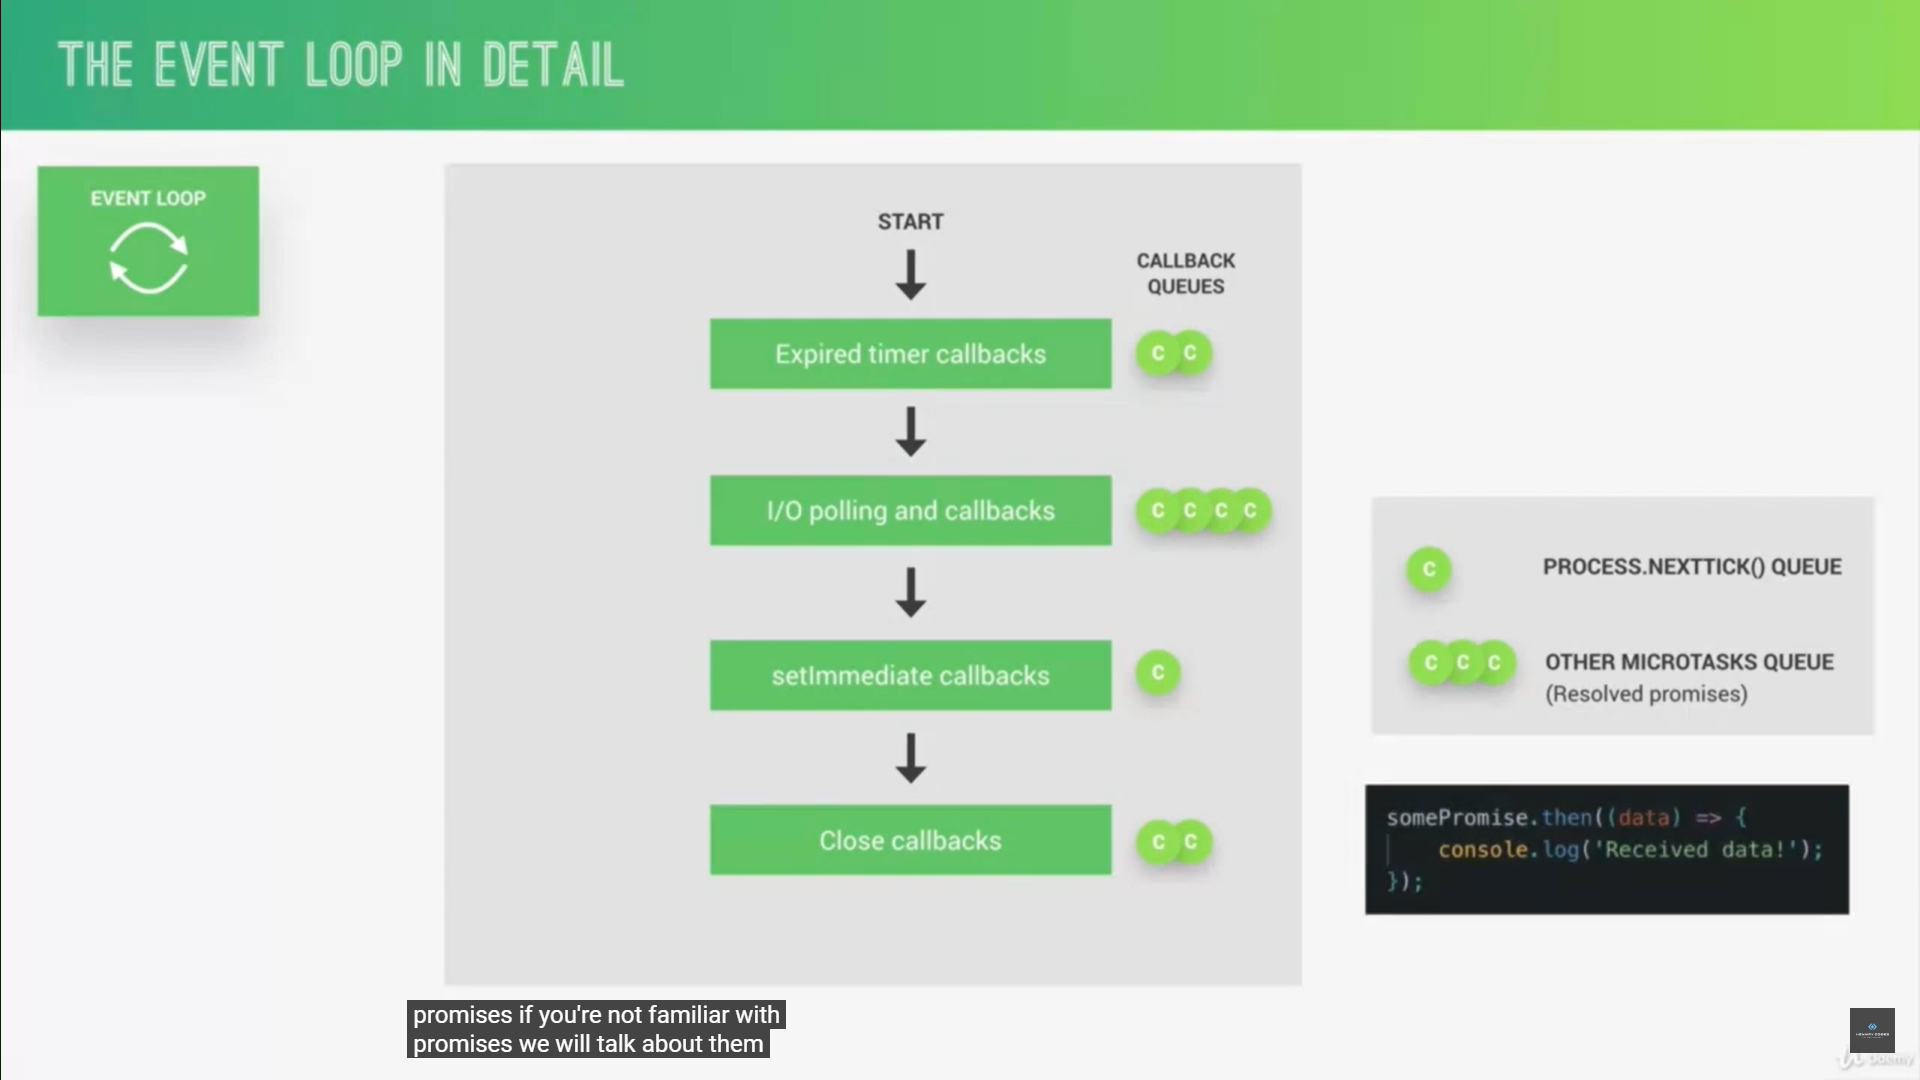 THE EVENT LOOP IN DETAIL
EVENT LOOP
START
CALLBACK
QUEUES
Expired timer callbacks
C C
I/O polling and callbacks
C C C C
setImmediate callbacks
C
Close callbacks
C C
C
PROCESS.NEXTTICK() QUEUE
C C C
OTHER MICROTASKS QUEUE
(Resolved promises)
somePromise.then((data) => {
console.log('Received data!');
});
promises if you're not familiar with
promises we will talk about them
Udemy